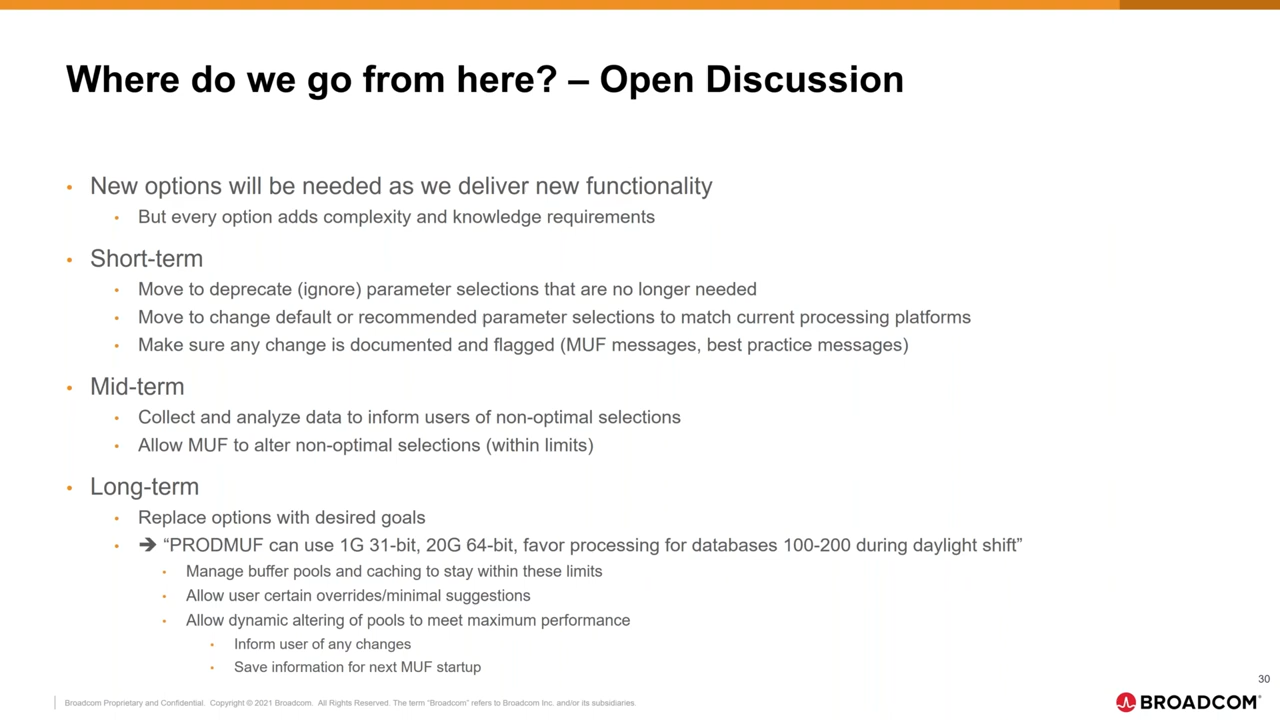 Where do we go from here? – Open Discussion
• New options will be needed as we deliver new functionality
• But every option adds complexity and knowledge requirements
• Short-term
• Move to deprecate (ignore) parameter selections that are no longer needed
• Move to change default or recommended parameter selections to match current processing platforms
• Make sure any change is documented and flagged (MUF messages, best practice messages)
• Mid-term
• Collect and analyze data to inform users of non-optimal selections
• Allow MUF to alter non-optimal selections (within limits)
• Long-term
• Replace options with desired goals
• ➔ “PRODMUF can use 1G 31-bit, 20G 64-bit, favor processing for databases 100-200 during daylight shift”
• Manage buffer pools and caching to stay within these limits
• Allow user certain overrides/minimal suggestions
• Allow dynamic altering of pools to meet maximum performance
• Inform user of any changes
• Save information for next MUF startup
30
Broadcom Proprietary and Confidential. Copyright © 2021 Broadcom. All Rights Reserved. The term “Broadcom” refers to Broadcom Inc. and/or its subsidiaries.
BROADCOM®